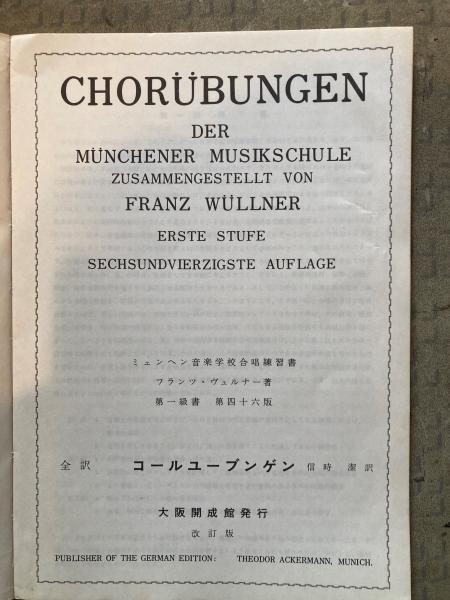 CHORÜBUNGEN
DER
MÜNCHENER MUSIKSCHULE
ZUSAMMENGESTELLT VON
FRANZ WÜLLNER
ERSTE STUFE
SECHSUNDVIERZIGSTE AUFLAGE
ミュンヘン音楽学校合唱練習書
フランツ・ヴュルナー著
第一級書 第四十六版
全訳 コールユーブンゲン 信時 潔訳
大阪開成館発行
改訂版
PUBLISHER OF THE GERMAN EDITION: THEODOR ACKERMANN, MUNICH.